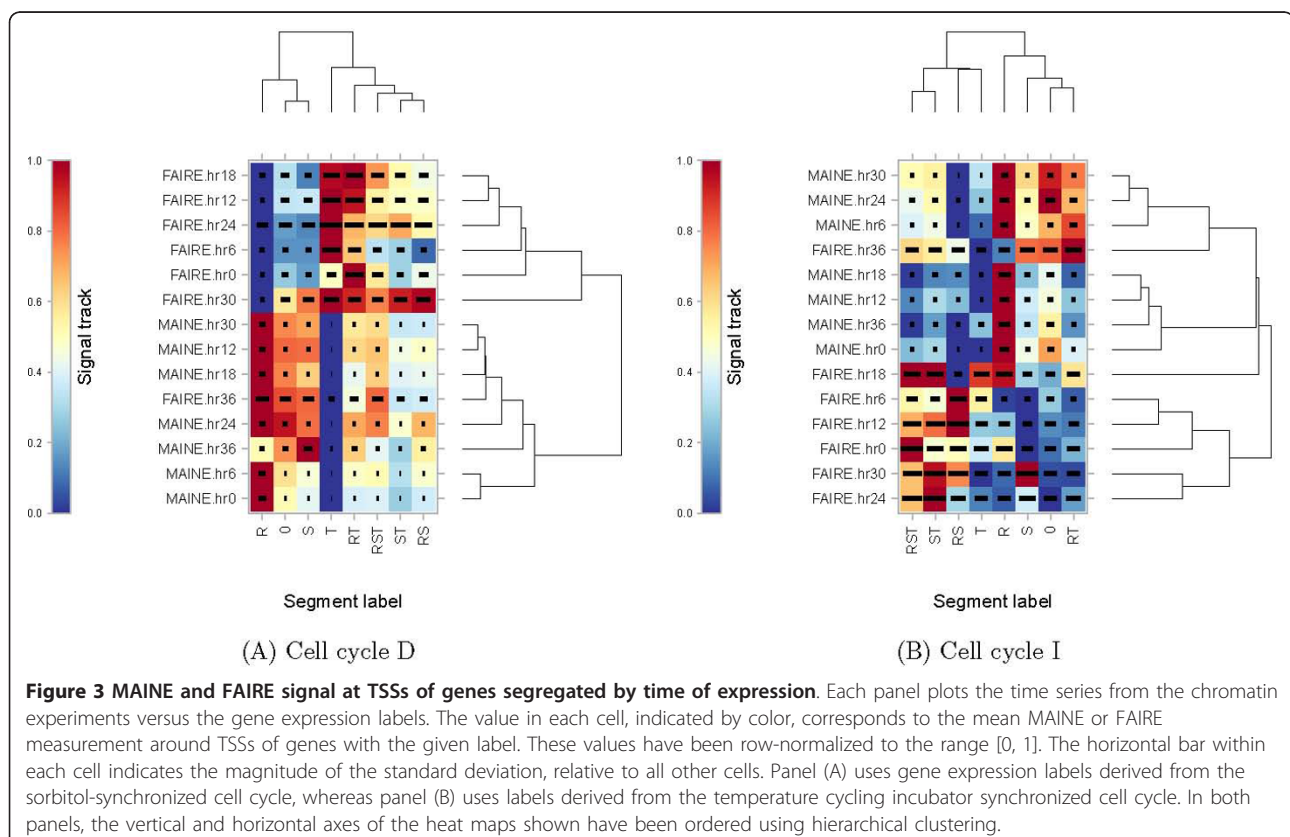 1.0
0.8
0.6
0.4
0.2
0.0
Signal track
FAIRE.hr18
FAIRE.hr12
FAIRE.hr24
FAIRE.hr6
FAIRE.hr0
FAIRE.hr30
MAINE.hr30
MAINE.hr12
MAINE.hr18
FAIRE.hr36
MAINE.hr24
MAINE.hr36
MAINE.hr6
MAINE.hr0
R 0 S T RT RST ST RS
Segment label
(A) Cell cycle D
1.0
0.8
0.6
0.4
0.2
0.0
Signal track
MAINE.hr30
MAINE.hr24
MAINE.hr6
FAIRE.hr36
MAINE.hr18
MAINE.hr12
MAINE.hr36
MAINE.hr0
FAIRE.hr18
FAIRE.hr6
FAIRE.hr12
FAIRE.hr0
FAIRE.hr30
FAIRE.hr24
RST ST RS T R S 0 RT
Segment label
(B) Cell cycle I
Figure 3 MAINE and FAIRE signal at TSSs of genes segregated by time of expression. Each panel plots the time series from the chromatin
experiments versus the gene expression labels. The value in each cell, indicated by color, corresponds to the mean MAINE or FAIRE
measurement around TSSs of genes with the given label. These values have been row-normalized to the range [0, 1]. The horizontal bar within
each cell indicates the magnitude of the standard deviation, relative to all other cells. Panel (A) uses gene expression labels derived from the
sorbitol-synchronized cell cycle, whereas panel (B) uses labels derived from the temperature cycling incubator synchronized cell cycle. In both
panels, the vertical and horizontal axes of the heat maps shown have been ordered using hierarchical clustering.